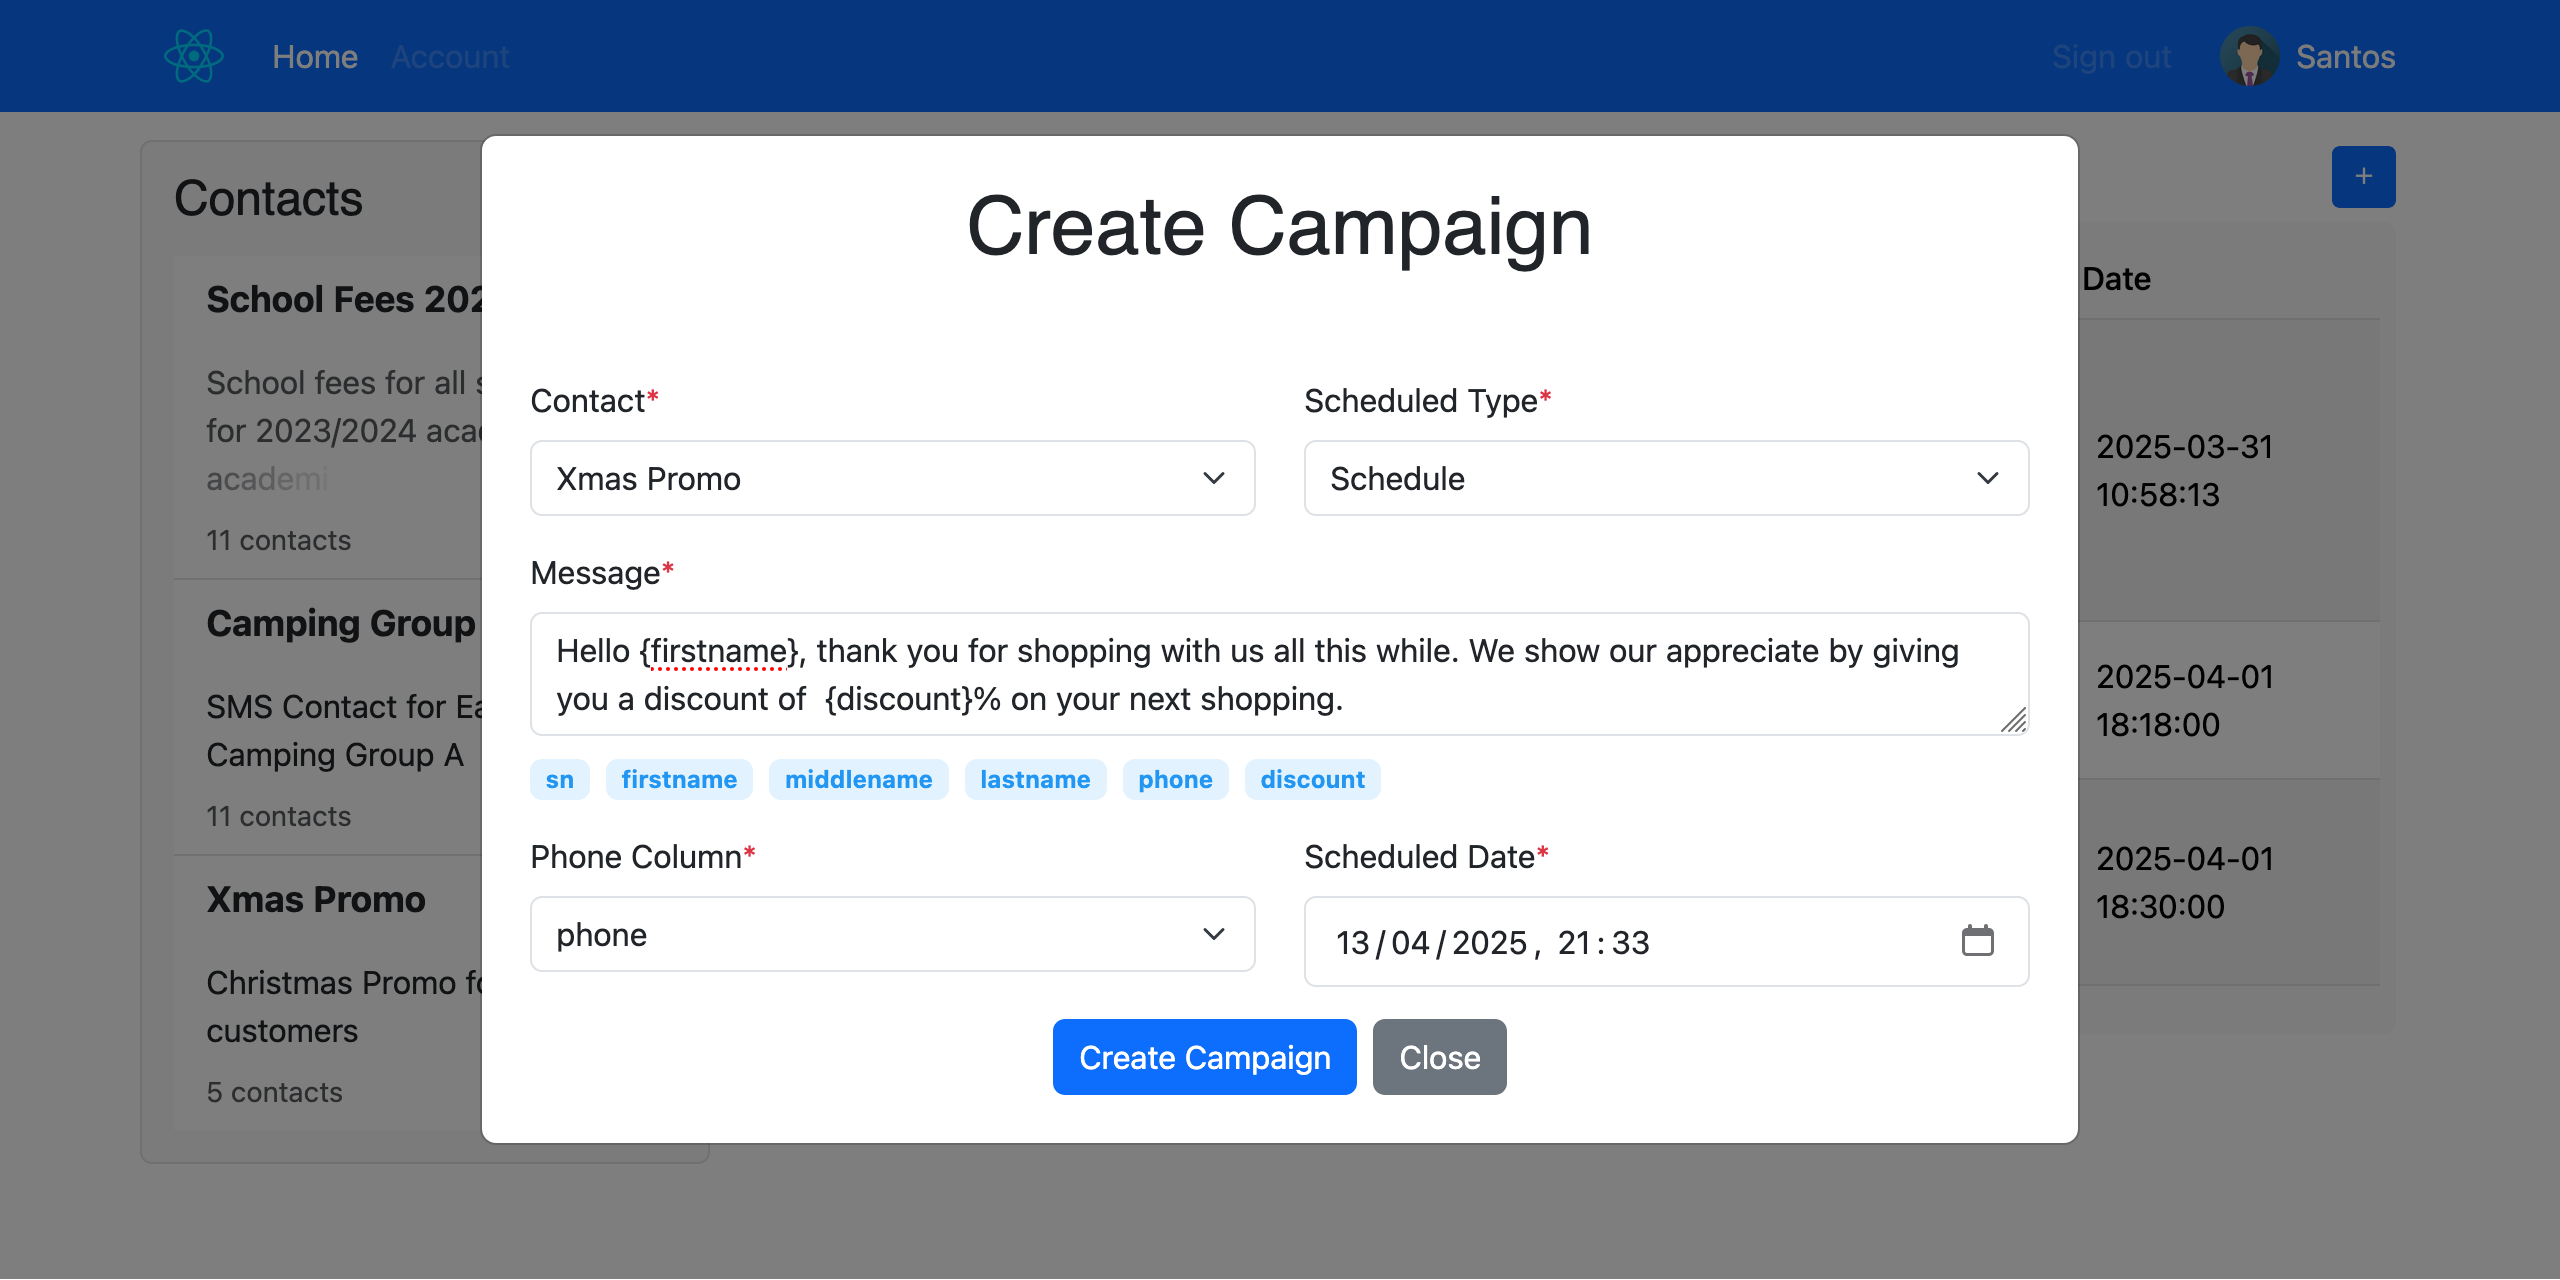 Home
Account
Sign out
Santos
Contacts
School Fees 202
School fees for all s
for 2023/2024 aca
academi
11 contacts
Camping Group
SMS Contact for Ea
Camping Group A
11 contacts
Xmas Promo
Christmas Promo fo
customers
5 contacts
Create Campaign
Contact*
Xmas Promo
Scheduled Type*
Schedule
Message*
Hello {firstname}, thank you for shopping with us all this while. We show our appreciate by giving
you a discount of  {discount}% on your next shopping.
sn
firstname
middlename
lastname
phone
discount
Phone Column*
phone
Scheduled Date*
13/04/2025, 21:33
Create Campaign
Close
+
Date
2025-03-31
10:58:13
2025-04-01
18:18:00
2025-04-01
18:30:00